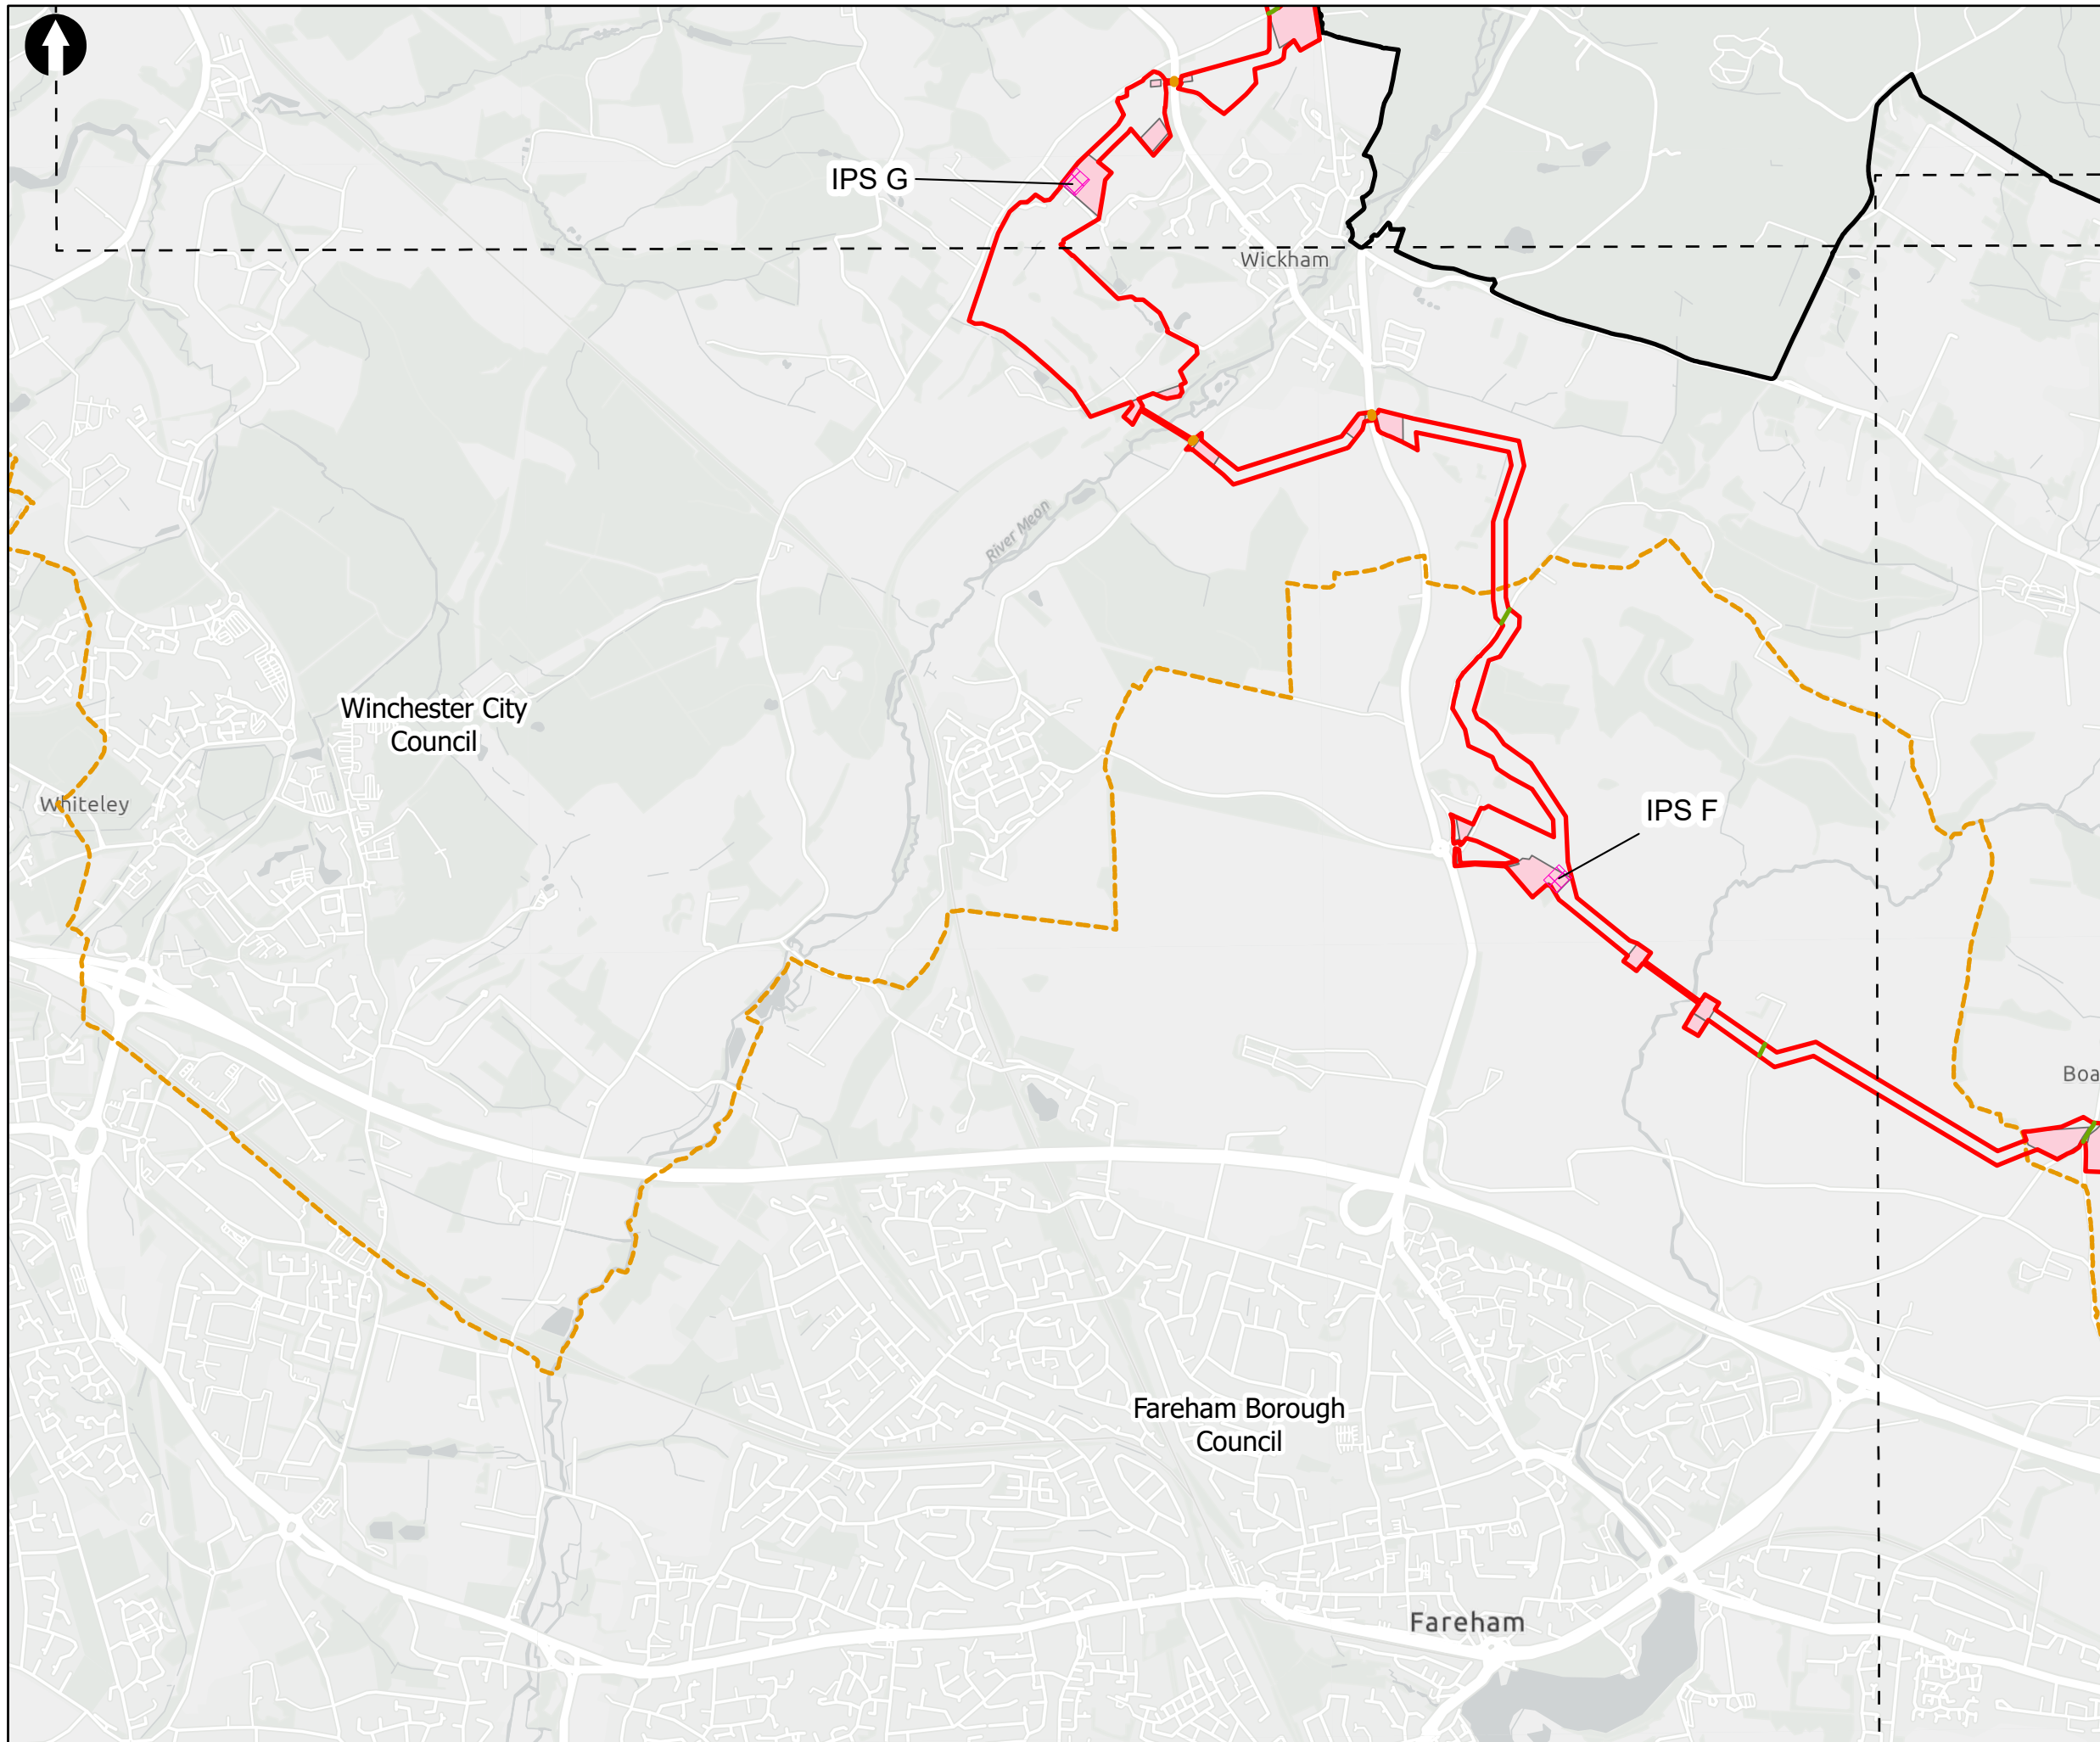 IPS G
Wickham
River Meon
Winchester City
Council
Whiteley
IPS F
Boa
Fareham Borough
Council
Fareham